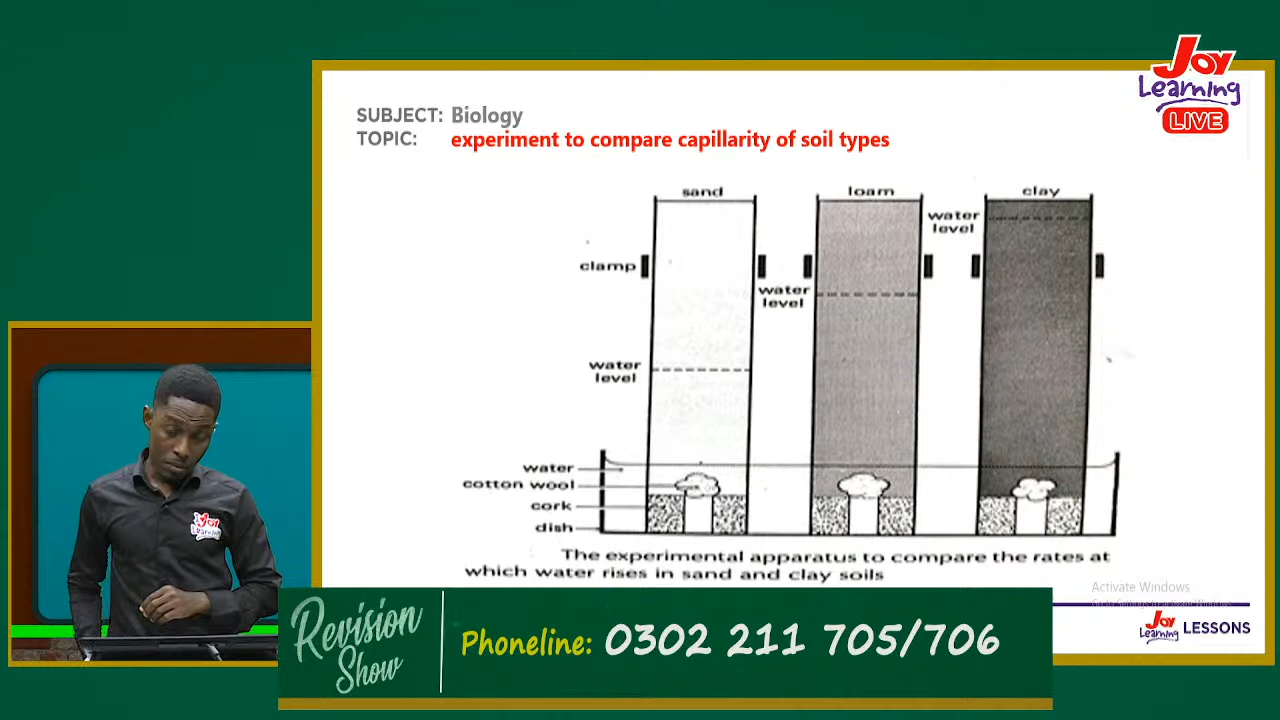 Joy
Learning
LIVE
SUBJECT: Biology
TOPIC: experiment to compare capillarity of soil types
sand
loam
clay
water
level
clamp
water
level
water
level
water
cotton wool
cork
dish
The experimental apparatus to compare the rates at
which water rises in sand and clay soils
Activate Windows
Joy
Learning
Revision
Show
Phoneline: 0302 211 705/706
Joy
Learning
LESSONS